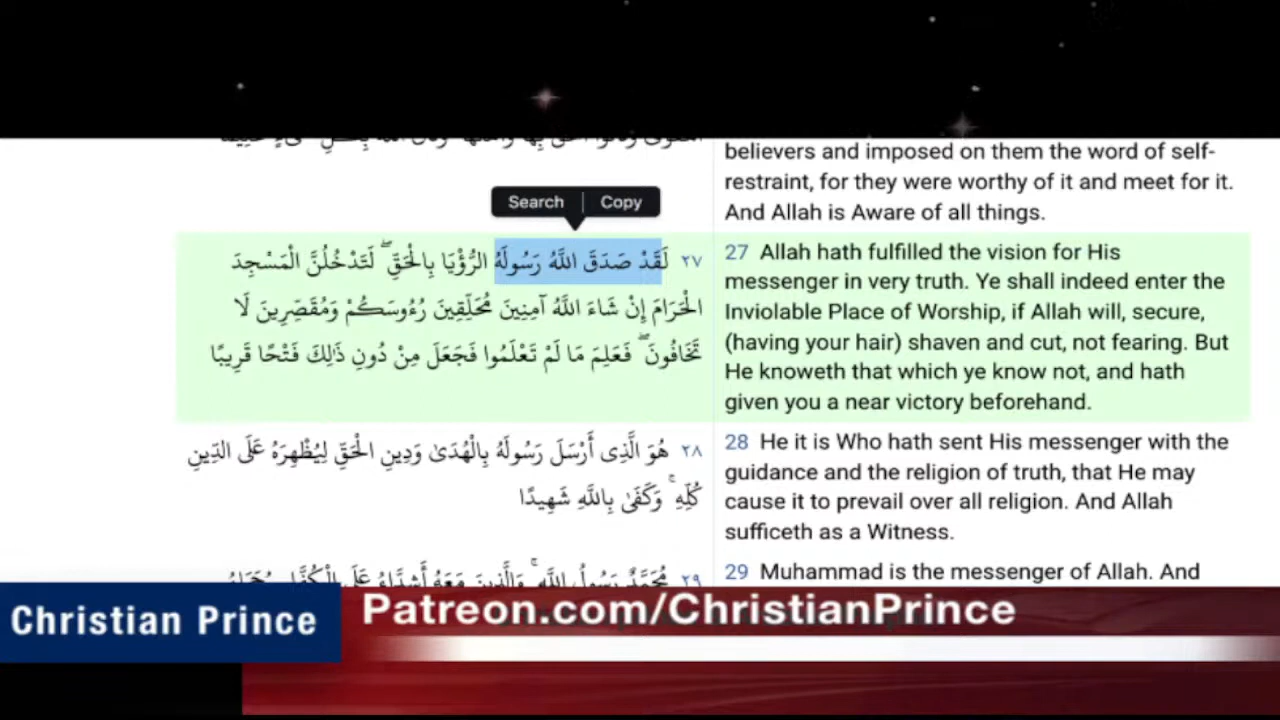 believers and imposed on them the word of self-
restraint, for they were worthy of it and meet for it.
And Allah is Aware of all things.
Search | Copy
٢٧ لَقَدْ صَدَقَ اللَّهُ رَسُولَهُ الرُّؤْيَا بِالْحَقِّ ۖ لَتَدْخُلُنَّ الْمَسْجِدَ
الْحَرَامَ إِنْ شَاءَ اللَّهُ آمِنِينَ مُحَلِّقِينَ رُءُوسَكُمْ وَمُقَصِّرِينَ لَا
تَخَافُونَ ۖ فَعَلِمَ مَا لَمْ تَعْلَمُوا فَجَعَلَ مِنْ دُونِ ذَٰلِكَ فَتْحًا قَرِيبًا
27 Allah hath fulfilled the vision for His
messenger in very truth. Ye shall indeed enter the
Inviolable Place of Worship, if Allah will, secure,
(having your hair) shaven and cut, not fearing. But
He knoweth that which ye know not, and hath
given you a near victory beforehand.
٢٨ هُوَ الَّذِى أَرْسَلَ رَسُولَهُ بِالْهُدَىٰ وَدِينِ الْحَقِّ لِيُظْهِرَهُ عَلَى الدِّينِ
كُلِّهِ ۚ وَكَفَىٰ بِاللَّهِ شَهِيدًا
28 He it is Who hath sent His messenger with the
guidance and the religion of truth, that He may
cause it to prevail over all religion. And Allah
sufficeth as a Witness.
٢٩ مُحَمَّدٌ رَسُولُ اللَّهِ ۚ وَالَّذِينَ مَعَهُ أَشِدَّاءُ عَلَى الْكُفَّارِ
29 Muhammad is the messenger of Allah. And
Christian Prince
Patreon.com/ChristianPrince